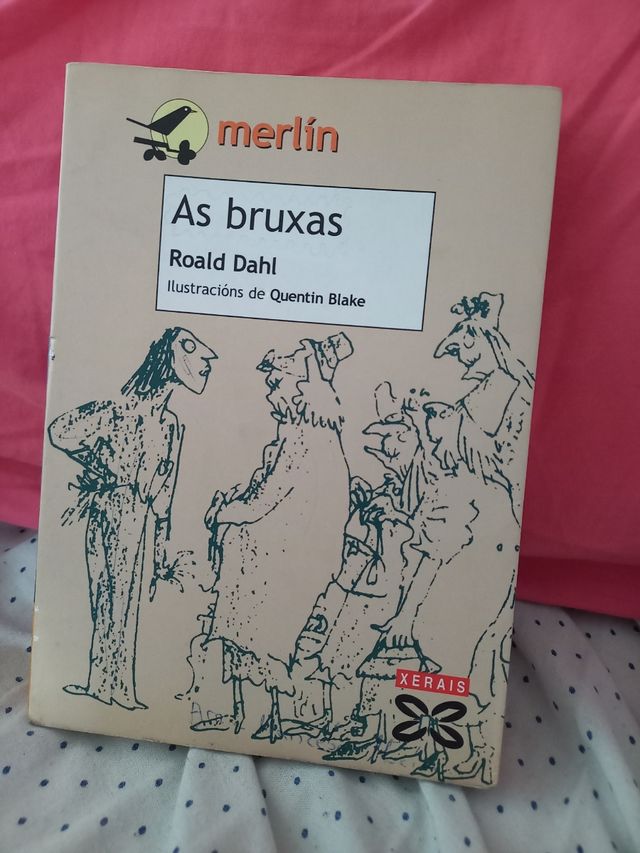 merlín
As bruxas
Roald Dahl
Ilustracións de Quentin Blake
XERAIS